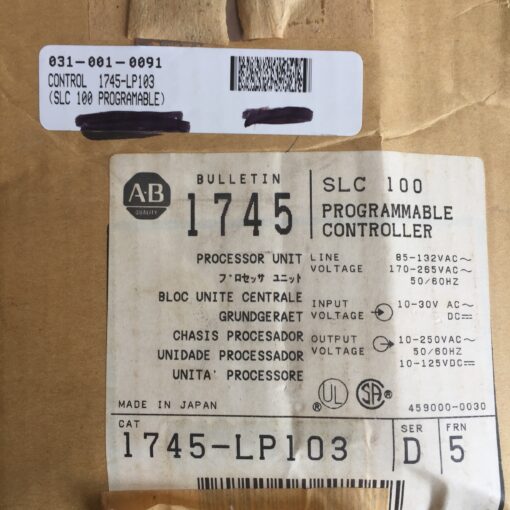 031-001-0091
CONTROL 1745-LP103
(SLC 100 PROGRAMABLE)
A-B
QUALITY
BULLETIN
1745
SLC 100
PROGRAMMABLE
CONTROLLER
PROCESSOR UNIT
プロセッサ ユニット
BLOC UNITE CENTRALE
GRUNDGERAET
CHASIS PROCESADOR
UNIDADE PROCESSADOR
UNITA' PROCESSORE
LINE VOLTAGE 85-132VAC~
170-265VAC~
50/60HZ
INPUT VOLTAGE 10-30V AC~
DC⎓
OUTPUT VOLTAGE 10-250VAC~
50/60HZ
10-125VDC⎓
UL ®
SA ®
MADE IN JAPAN
459000-0030
CAT
1745-LP103
SER
D
FRN
5